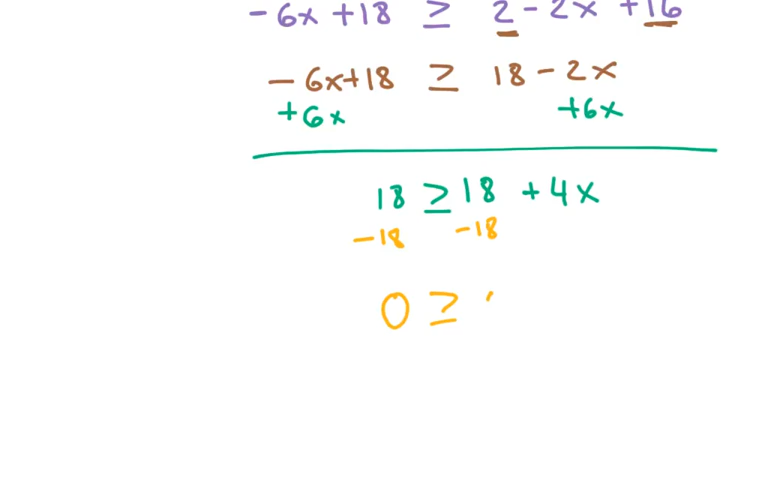 -6x +18 ≥ 2 - 2x +16
-6x+18 ≥ 18 - 2x
+6x +6x
18 ≥ 18 + 4x
-18 -18
0 ≥